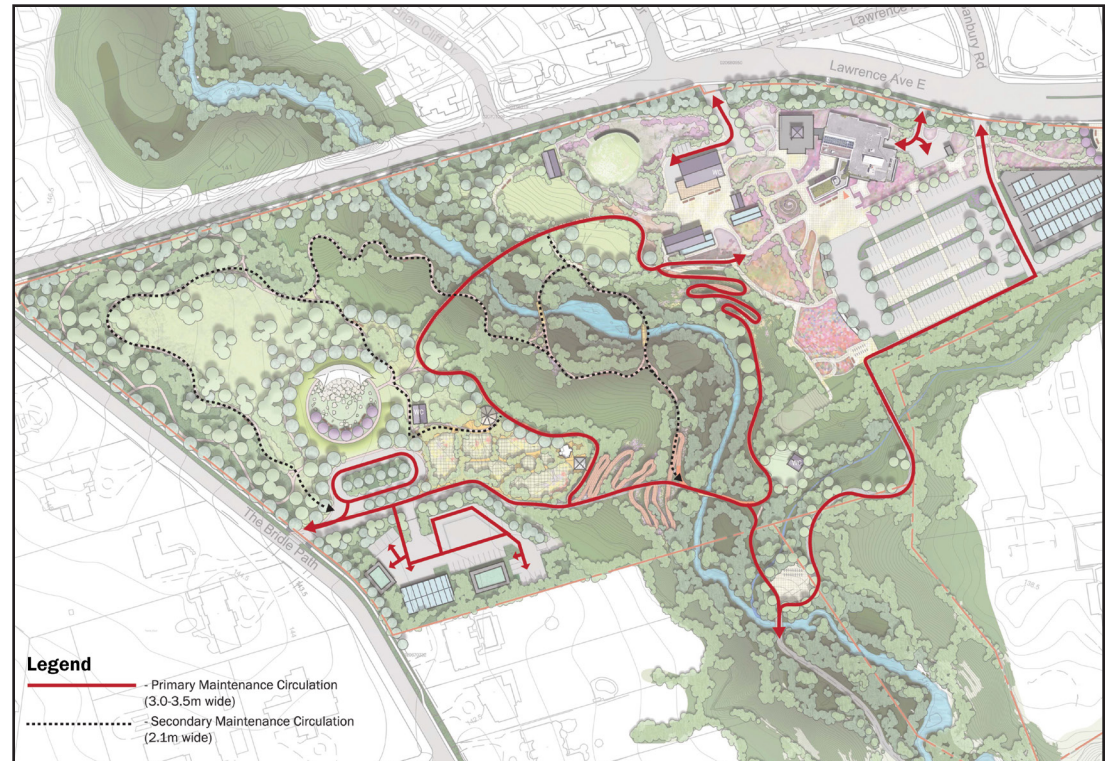 Lawrence Ave E
The Bridle Path
Legend
- Primary Maintenance Circulation
(3.0-3.5m wide)
- Secondary Maintenance Circulation
(2.1m wide)